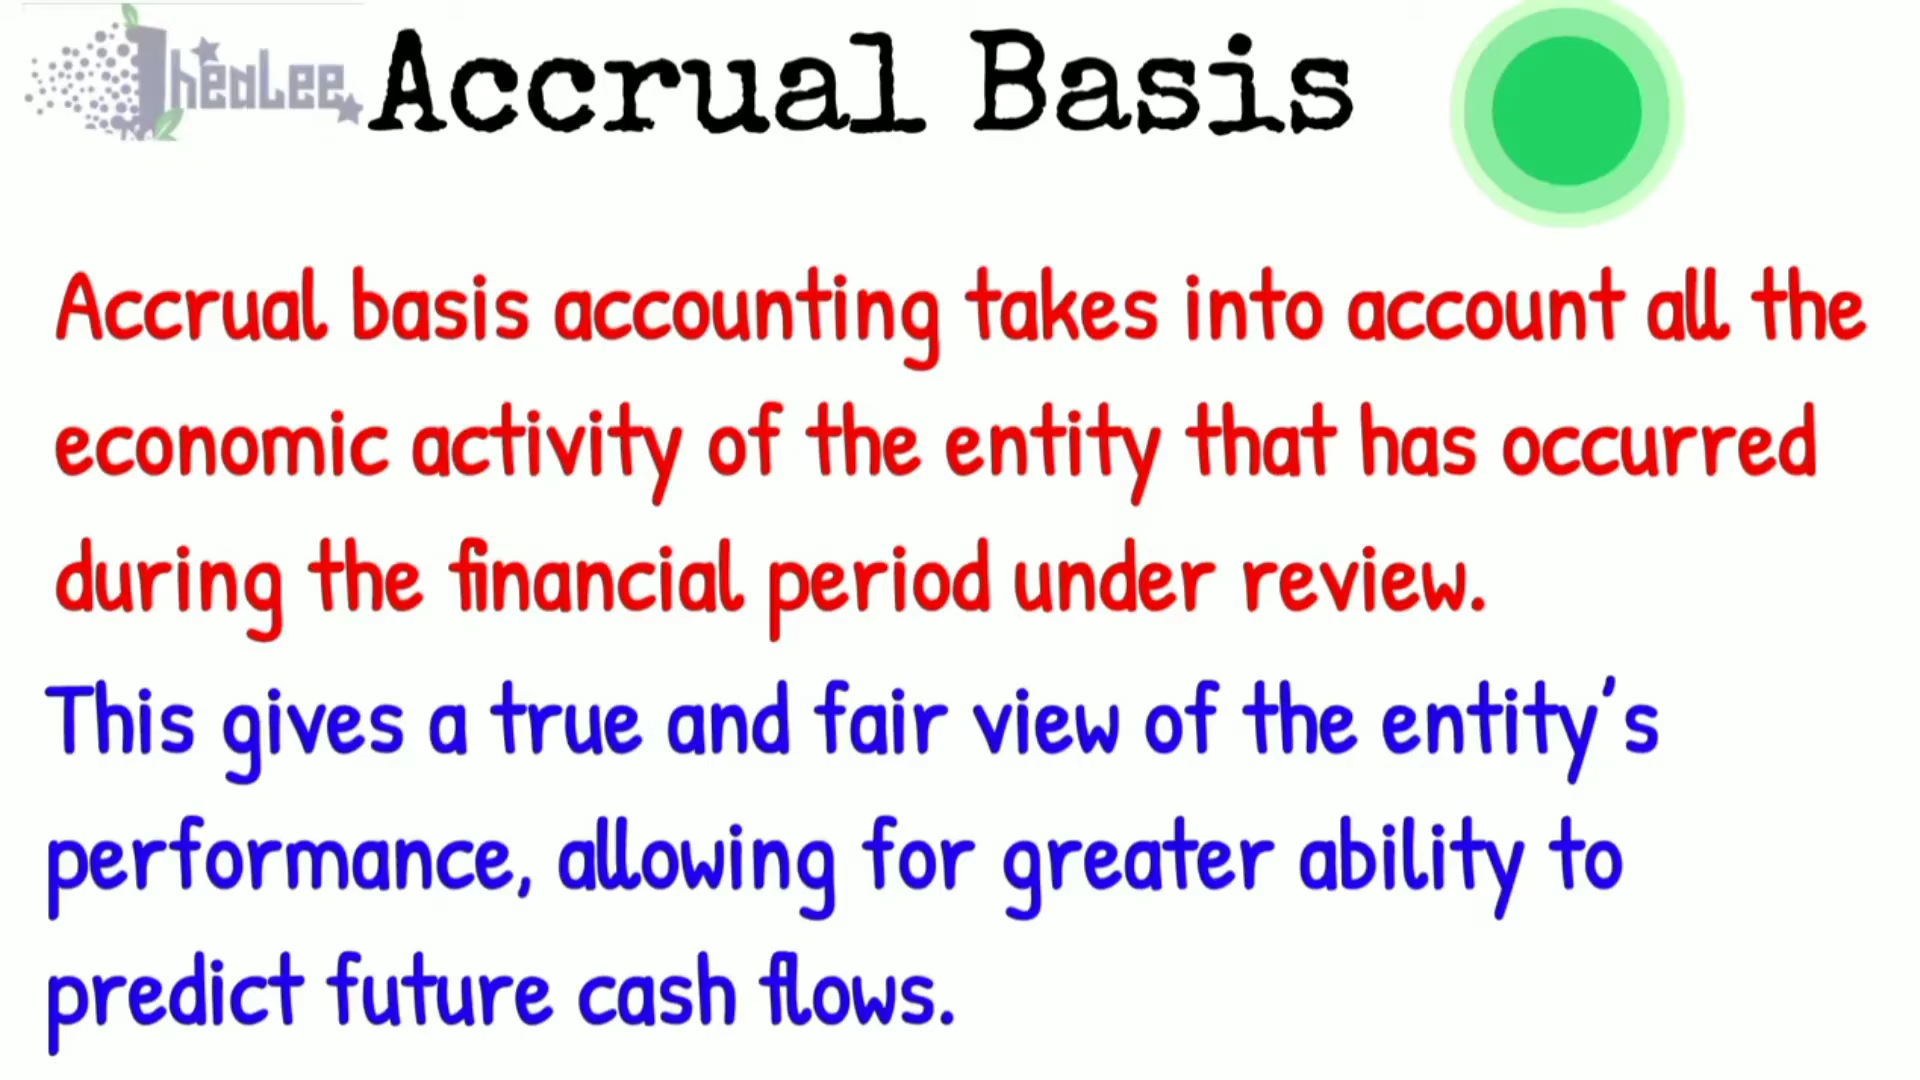 ThenLee
Accrual Basis
Accrual basis accounting takes into account all the
economic activity of the entity that has occurred
during the financial period under review.
This gives a true and fair view of the entity's
performance, allowing for greater ability to
predict future cash flows.